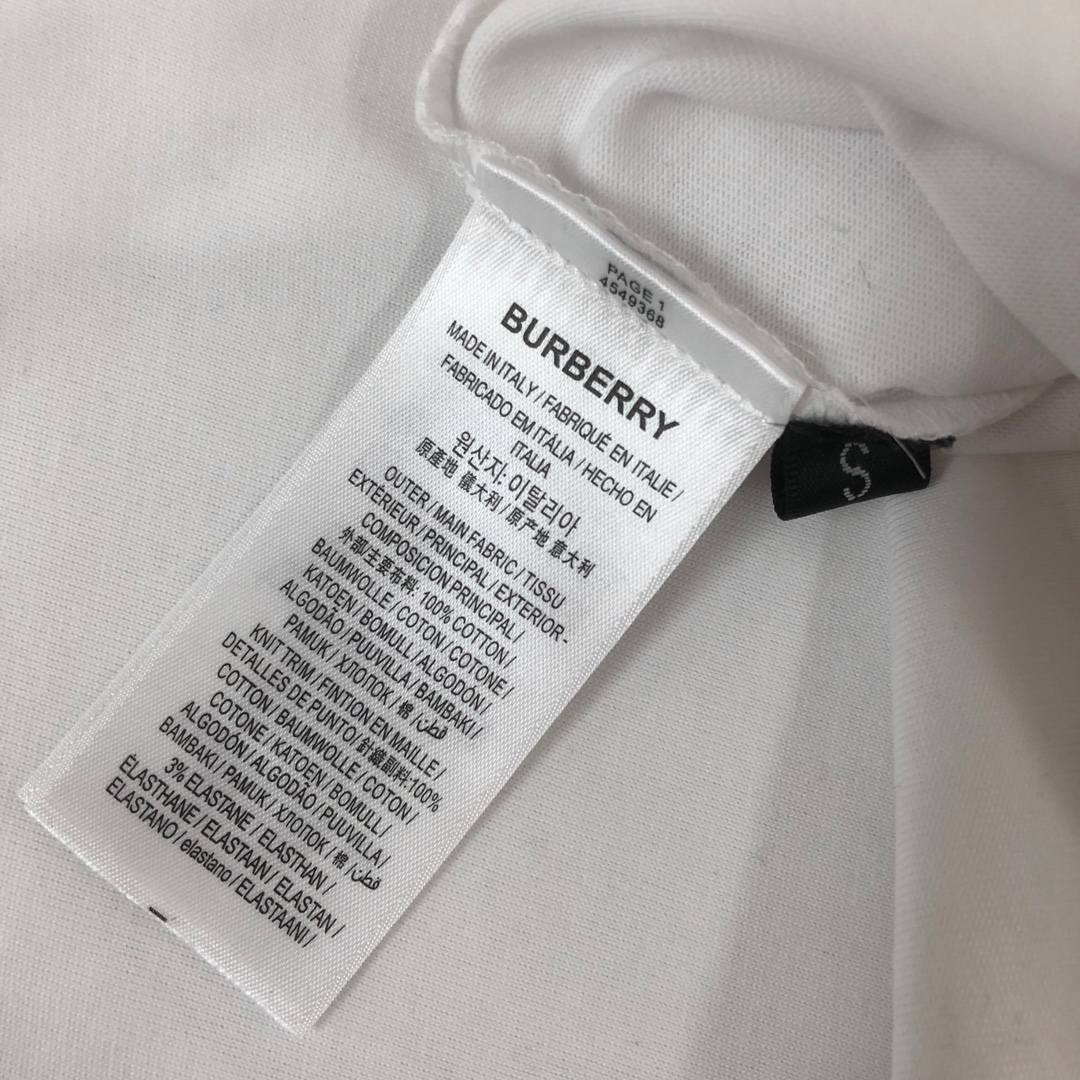 PAGE 1
4549368
BURBERRY
MADE IN ITALY / FABRIQUÉ EN ITALIE /
FABRICADO EM ITÁLIA / HECHO EN
ITALIA
원산지: 이탈리아
原產地 儀大利 / 原产地 意大利
OUTER / MAIN FABRIC / TISSU
EXTÉRIEUR / PRINCIPAL / EXTERIOR-
COMPOSICION PRINCIPAL /
外部/主要布料: 100% COTTON /
BAUMWOLLE / COTON / COTONE /
KATOEN / BOMULL / ALGODÓN /
ALGODÃO / PUUVILLA / BAMBAKI /
PAMUK / ХЛОПОК / 棉 / قطن
KNIT TRIM / FINTION EN MAILLE /
DETALLES DE PUNTO / 針織副料:100%
COTTON / BAUMWOLLE / COTON /
COTONE / KATOEN / BOMULL /
ALGODÓN / ALGODÃO / PUUVILLA /
BAMBAKI / PAMUK / ХЛОПОК / 棉 / قطن
3% ELASTANE / ELASTHAN /
ÉLASTHANE / ELASTAAN / ELASTAN /
ELASTANO / elastano / ELASTAANI /
S